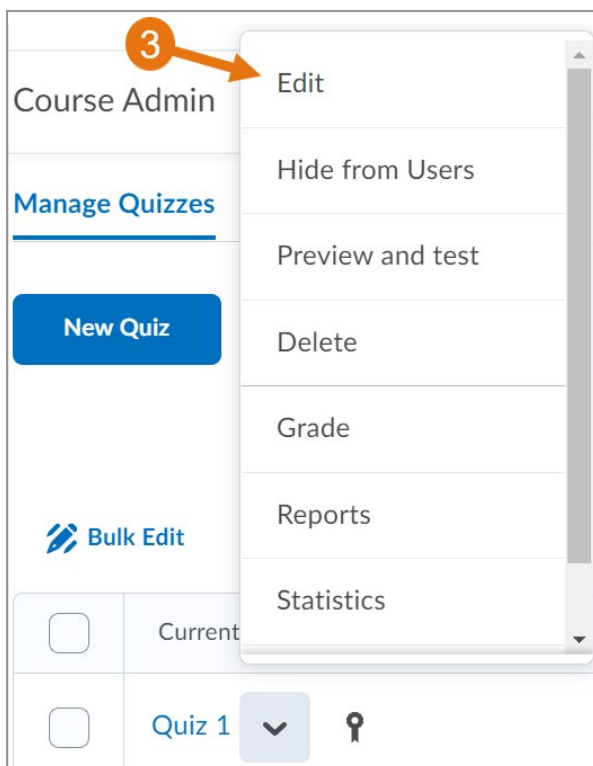 3
Edit
Course Admin
Hide from Users
Manage Quizzes
Preview and test
New Quiz
Delete
Grade
Reports
Bulk Edit
Statistics
Current
Quiz 1